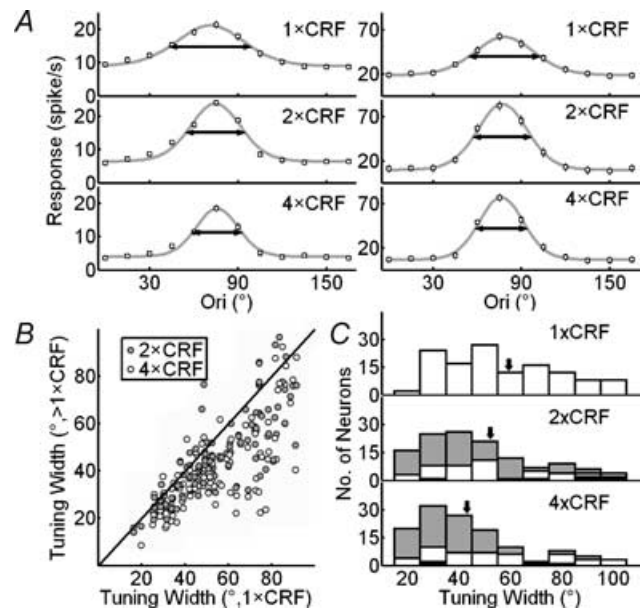 A
1×CRF
1×CRF
20
10
0
70
20
2×CRF
2×CRF
20
10
0
70
20
4×CRF
4×CRF
20
10
0
70
20
Response (spike/s)
30 90 150
30 90 150
Ori (°)
Ori (°)
B
2×CRF
4×CRF
80
60
40
20
Tuning Width (°,>1×CRF)
20 40 60 80
Tuning Width (°,1×CRF)
C
1xCRF
30
15
0
2xCRF
30
15
0
4xCRF
30
15
0
No. of Neurons
20 40 60 80 100
Tuning Width (°)